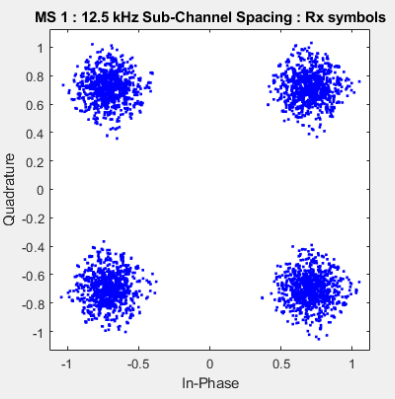 MS 1 : 12.5 kHz Sub-Channel Spacing : Rx symbols
1
0.8
0.6
0.4
0.2
0
-0.2
-0.4
-0.6
-0.8
-1
Quadrature
-1 -0.5 0 0.5 1
In-Phase